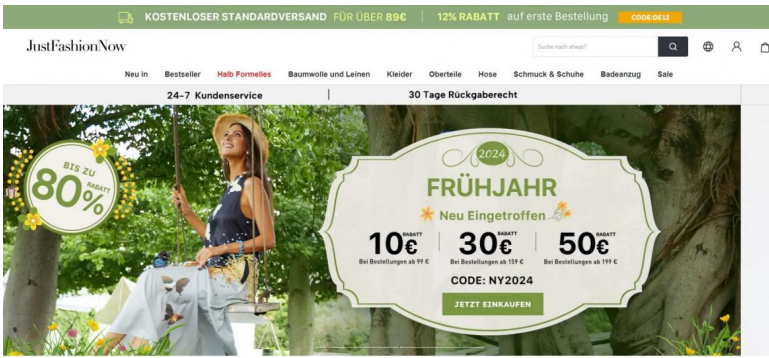 KOSTENLOSER STANDARDVERSAND FÜR ÜBER 89€ | 12% RABATT auf erste Bestellung CODE:DE12
JustFashionNow
Suche nach etwas?
Neu in Bestseller Halb Formelles Baumwolle und Leinen Kleider Oberteile Hose Schmuck & Schuhe Badeanzug Sale
24-7 Kundenservice | 30 Tage Rückgaberecht
BIS ZU
80% RABATT
2024
FRÜHJAHR
Neu Eingetroffen
10€ RABATT | 30€ RABATT | 50€ RABATT
Bei Bestellungen ab 99 € Bei Bestellungen ab 159 € Bei Bestellungen ab 199 €
CODE: NY2024
JETZT EINKAUFEN